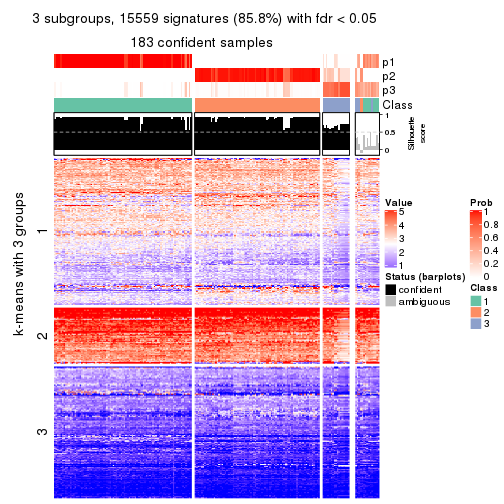 3 subgroups, 15559 signatures (85.8%) with fdr < 0.05
183 confident samples
p1
p2
p3
Class
1
0.5
0
Silhouette
score
k-means with 3 groups
1
2
3
Value
5
4
3
2
1
Status (barplots)
confident
ambiguous
Prob
1
0.8
0.6
0.4
0.2
0
Class
1
2
3